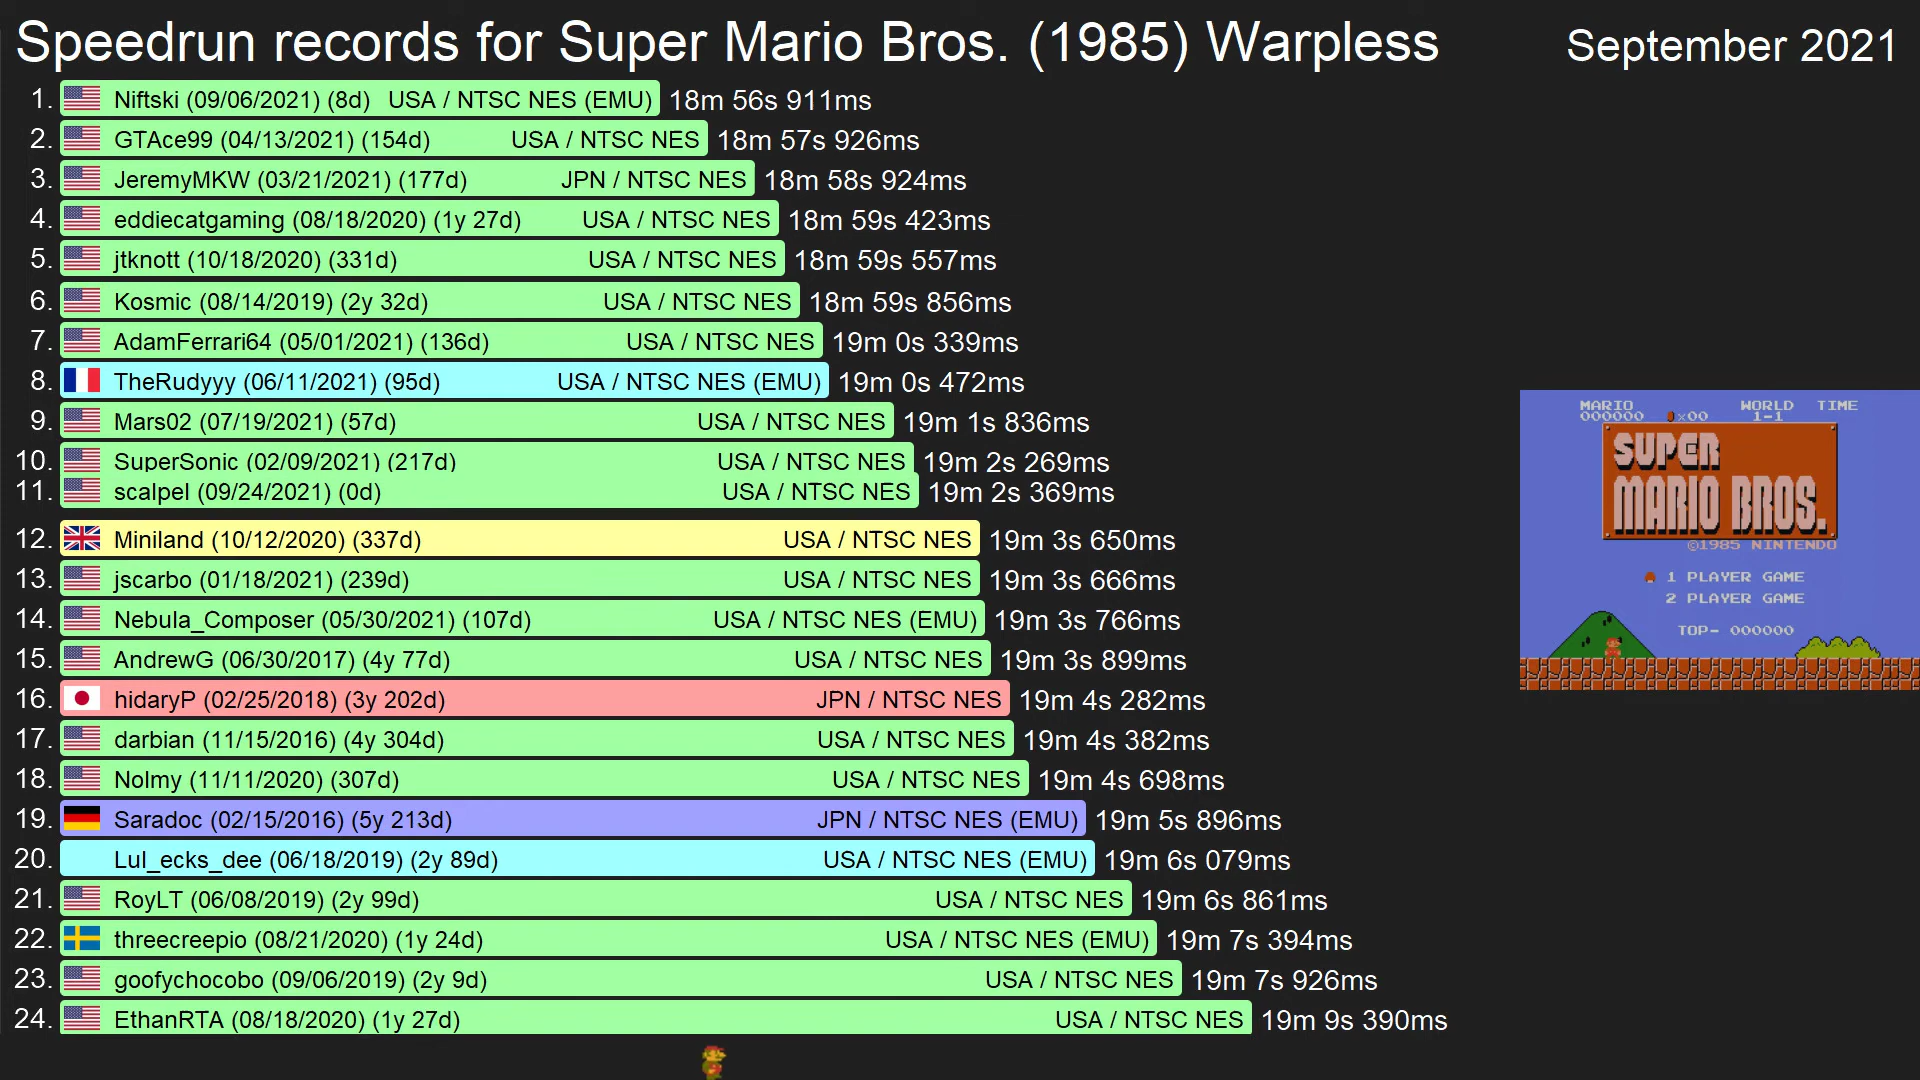 Speedrun records for Super Mario Bros. (1985) Warpless September 2021
1. Niftski (09/06/2021) (8d) USA / NTSC NES (EMU) 18m 56s 911ms
2. GTAce99 (04/13/2021) (154d) USA / NTSC NES 18m 57s 926ms
3. JeremyMKW (03/21/2021) (177d) JPN / NTSC NES 18m 58s 924ms
4. eddiecatgaming (08/18/2020) (1y 27d) USA / NTSC NES 18m 59s 423ms
5. jtknott (10/18/2020) (331d) USA / NTSC NES 18m 59s 557ms
6. Kosmic (08/14/2019) (2y 32d) USA / NTSC NES 18m 59s 856ms
7. AdamFerrari64 (05/01/2021) (136d) USA / NTSC NES 19m 0s 339ms
8. TheRudyyy (06/11/2021) (95d) USA / NTSC NES (EMU) 19m 0s 472ms
9. Mars02 (07/19/2021) (57d) USA / NTSC NES 19m 1s 836ms
10. SuperSonic (02/09/2021) (217d) USA / NTSC NES 19m 2s 269ms
11. scalpel (09/24/2021) (0d) USA / NTSC NES 19m 2s 369ms
12. Miniland (10/12/2020) (337d) USA / NTSC NES 19m 3s 650ms
13. jscarbo (01/18/2021) (239d) USA / NTSC NES 19m 3s 666ms
14. Nebula_Composer (05/30/2021) (107d) USA / NTSC NES (EMU) 19m 3s 766ms
15. AndrewG (06/30/2017) (4y 77d) USA / NTSC NES 19m 3s 899ms
16. hidaryP (02/25/2018) (3y 202d) JPN / NTSC NES 19m 4s 282ms
17. darbian (11/15/2016) (4y 304d) USA / NTSC NES 19m 4s 382ms
18. Nolmy (11/11/2020) (307d) USA / NTSC NES 19m 4s 698ms
19. Saradoc (02/15/2016) (5y 213d) JPN / NTSC NES (EMU) 19m 5s 896ms
20. Lul_ecks_dee (06/18/2019) (2y 89d) USA / NTSC NES (EMU) 19m 6s 079ms
21. RoyLT (06/08/2019) (2y 99d) USA / NTSC NES 19m 6s 861ms
22. threecreepio (08/21/2020) (1y 24d) USA / NTSC NES (EMU) 19m 7s 394ms
23. goofychocobo (09/06/2019) (2y 9d) USA / NTSC NES 19m 7s 926ms
24. EthanRTA (08/18/2020) (1y 27d) USA / NTSC NES 19m 9s 390ms
MARIO WORLD TIME
000000 ×00 1-1
SUPER
MARIO BROS.
©1985 NINTENDO
1 PLAYER GAME
2 PLAYER GAME
TOP- 000000